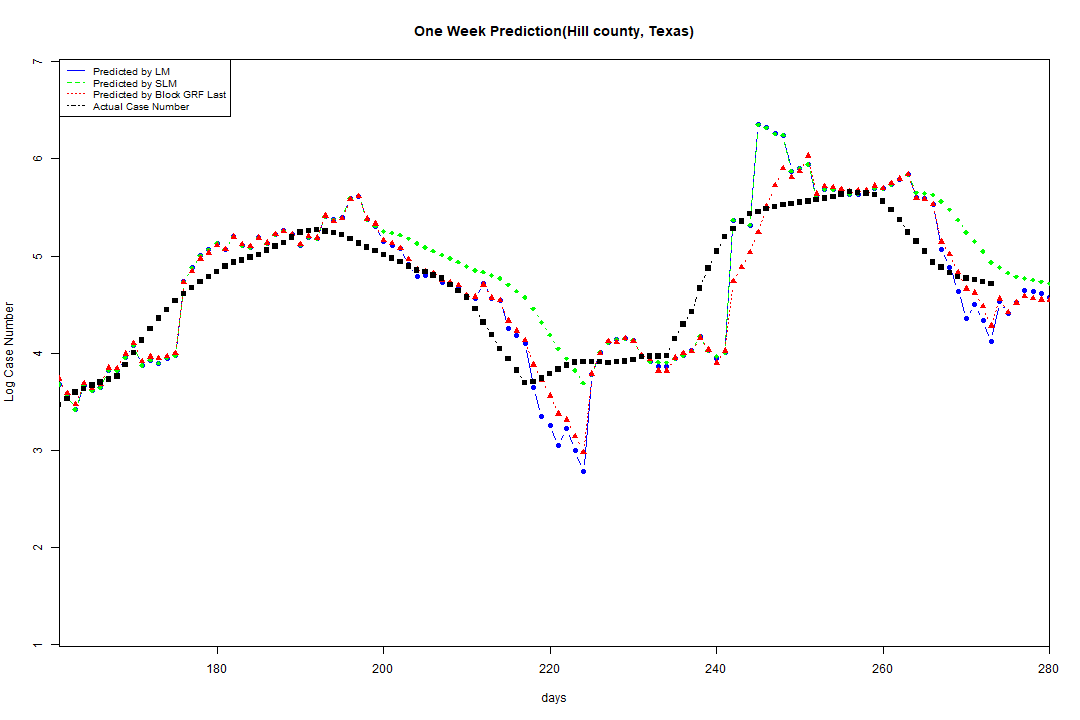 One Week Prediction(Hill county, Texas)
Predicted by LM
Predicted by SLM
Predicted by Block GRF Last
Actual Case Number
Log Case Number
7
6
5
4
3
2
1
180 200 220 240 260 280
days